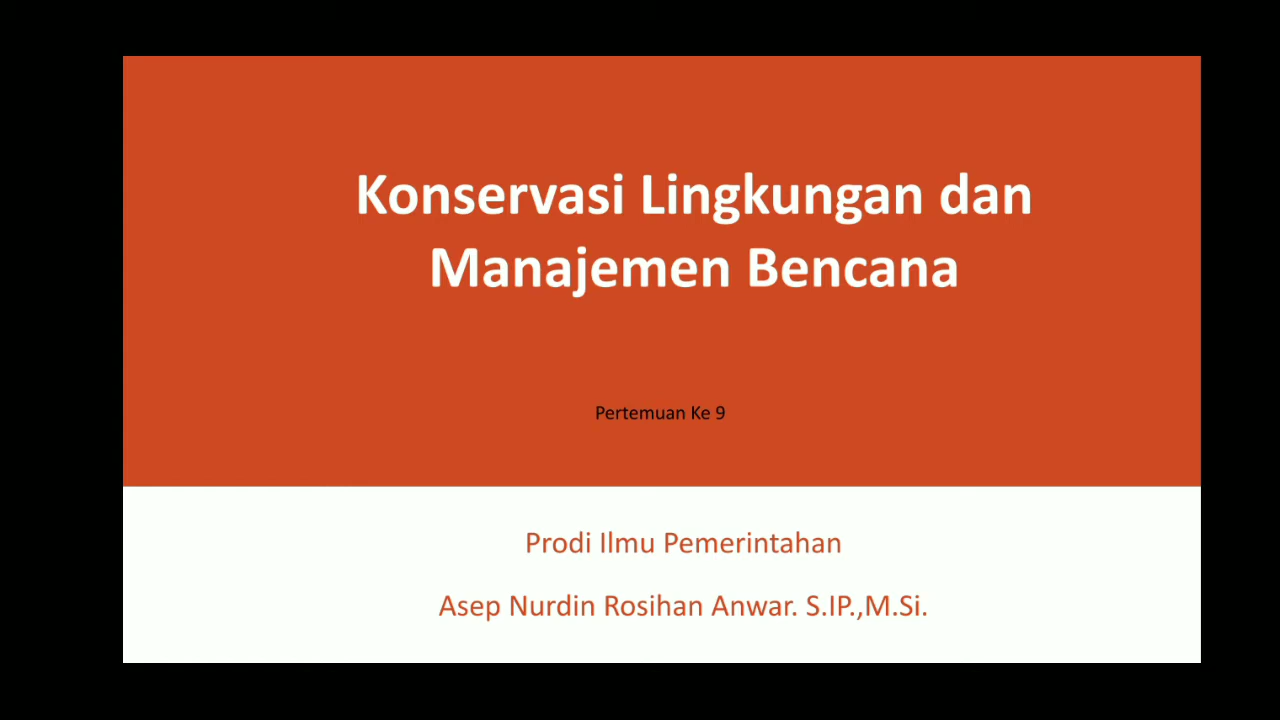 Konservasi Lingkungan dan
Manajemen Bencana
Pertemuan Ke 9
Prodi Ilmu Pemerintahan
Asep Nurdin Rosihan Anwar. S.IP.,M.Si.